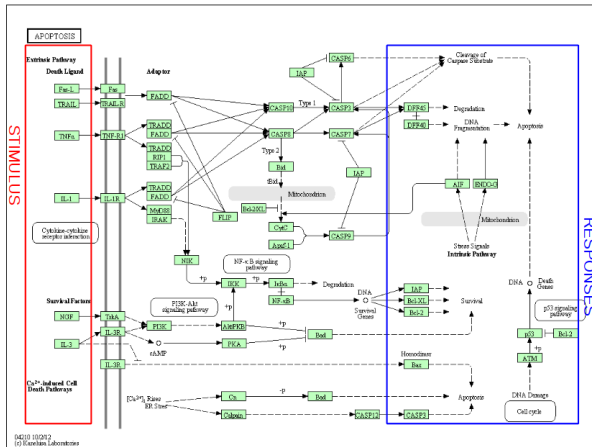 APOPTOSIS
STIMULUS
RESPONSES
Extrinsic Pathway
Death Ligand
Adaptor
Fas-L
Fas
FADD
TRAIL
TRAIL-R
TNFα
TNF-R1
TRADD
FADD
TRADD
RIP1
TRAF2
IL-1
IL-1R
TRADD
FADD
MyD88
IRAK
Cytokine-cytokine
receptor interaction
NIK
FLIP
CASP10
Type 1
CASP3
CASP6
IAP
CASP8
CASP7
Type 2
Bid
tBid
Mitochondrion
Bcl-2/XL
CytC
Apaf-1
CASP9
IAP
Cleavage of
Caspase Substrate
DFF45
Degradation
DFF40
DNA
Fragmentation
Apoptosis
AIF
ENDO-G
Mitochondrion
Stress Signals
Intrinsic Pathway
NF-κB signaling
pathway
+p
IKK
IκBα
Degradation
NF-κB
DNA
Survival
Genes
IAP
Bcl-XL
Bcl-2
Survival
PI3K-Akt
signaling pathway
Survival Factors
NGF
TrkA
IL-3
IL-3R
PI3K
Akt/PKB
+p
+p
Bad
cAMP
PKA
+p
IL-3R
Homodimer
Bax
Ca²⁺-induced Cell
Death Pathways
[Ca²⁺]i Rises
ER Stress
Cn
-p
Bad
Calpain
CASP12
CASP3
Apoptosis
DNA
Death
Genes
p53 signaling
pathway
p53
Bcl-2
+p
ATM
DNA Damage
Cell cycle
04210 10/2/12
(c) Kanehisa Laboratories